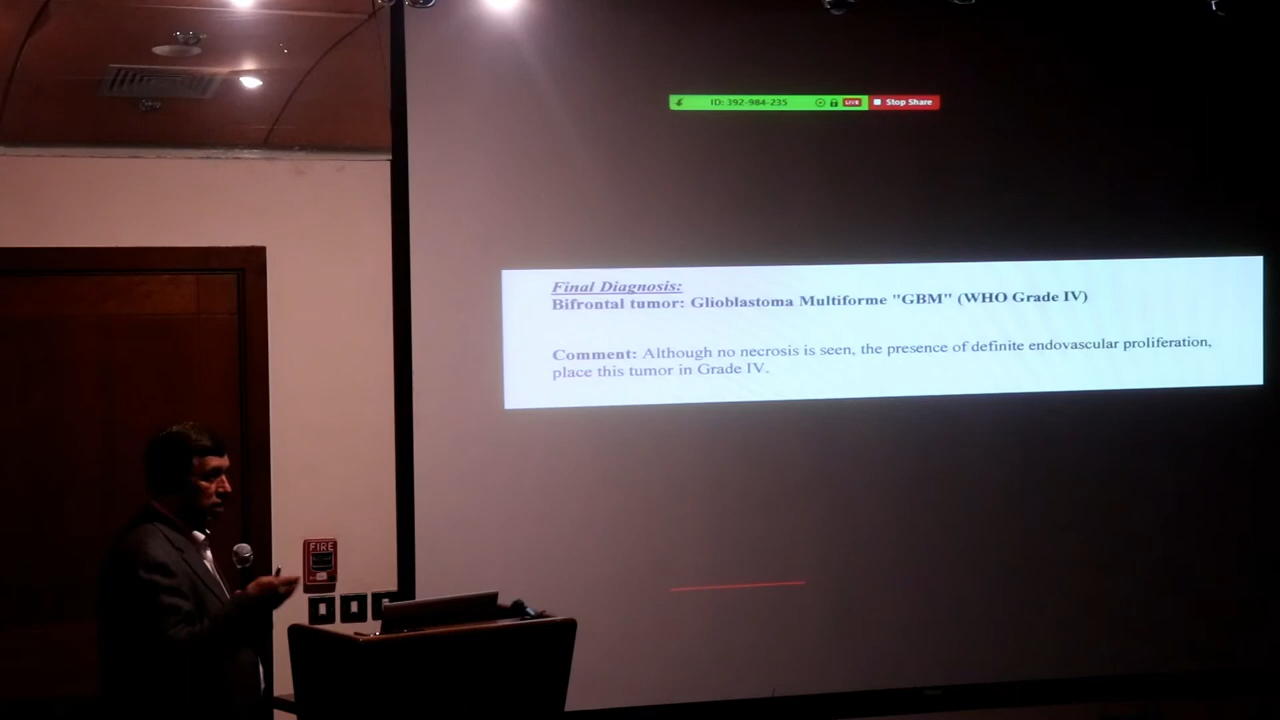 ID: 392-984-235 LIVE Stop Share
Final Diagnosis:
Bifrontal tumor: Glioblastoma Multiforme "GBM" (WHO Grade IV)
Comment: Although no necrosis is seen, the presence of definite endovascular proliferation,
place this tumor in Grade IV.
FIRE